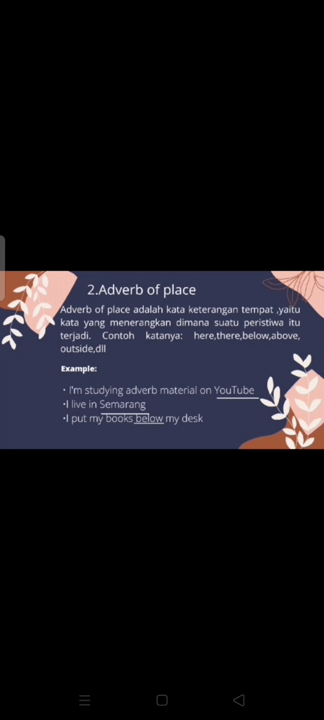 2.Adverb of place
Adverb of place adalah kata keterangan tempat ,yaitu
kata yang menerangkan dimana suatu peristiwa itu
terjadi. Contoh katanya: here,there,below,above,
outside,dll
Example:
• I'm studying adverb material on YouTube
•I live in Semarang
•I put my books below my desk